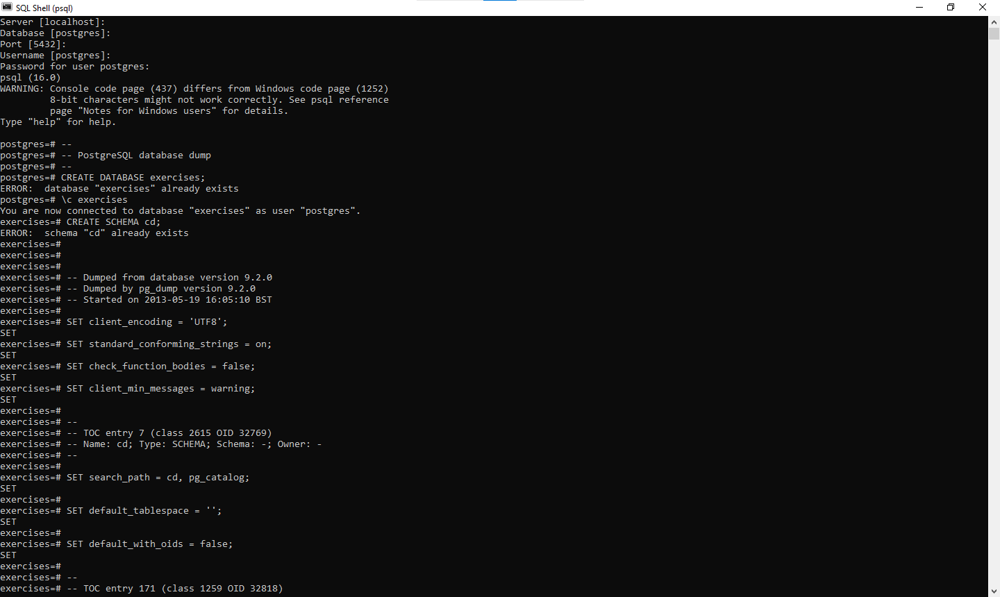 SQL Shell (psql)
Server [localhost]:
Database [postgres]:
Port [5432]:
Username [postgres]:
Password for user postgres:
psql (16.0)
WARNING: Console code page (437) differs from Windows code page (1252)
         8-bit characters might not work correctly. See psql reference
         page "Notes for Windows users" for details.
Type "help" for help.

postgres=# --
postgres=# -- PostgreSQL database dump
postgres=# --
postgres=# CREATE DATABASE exercises;
ERROR:  database "exercises" already exists
postgres=# \c exercises
You are now connected to database "exercises" as user "postgres".
exercises=# CREATE SCHEMA cd;
ERROR:  schema "cd" already exists
exercises=#
exercises=#
exercises=#
exercises=# -- Dumped from database version 9.2.0
exercises=# -- Dumped by pg_dump version 9.2.0
exercises=# -- Started on 2013-05-19 16:05:10 BST
exercises=#
exercises=# SET client_encoding = 'UTF8';
SET
exercises=# SET standard_conforming_strings = on;
SET
exercises=# SET check_function_bodies = false;
SET
exercises=# SET client_min_messages = warning;
SET
exercises=#
exercises=# --
exercises=# -- TOC entry 7 (class 2615 OID 32769)
exercises=# -- Name: cd; Type: SCHEMA; Schema: -; Owner: -
exercises=# --
exercises=#
exercises=# SET search_path = cd, pg_catalog;
SET
exercises=#
exercises=# SET default_tablespace = '';
SET
exercises=#
exercises=# SET default_with_oids = false;
SET
exercises=#
exercises=# --
exercises=# -- TOC entry 171 (class 1259 OID 32818)